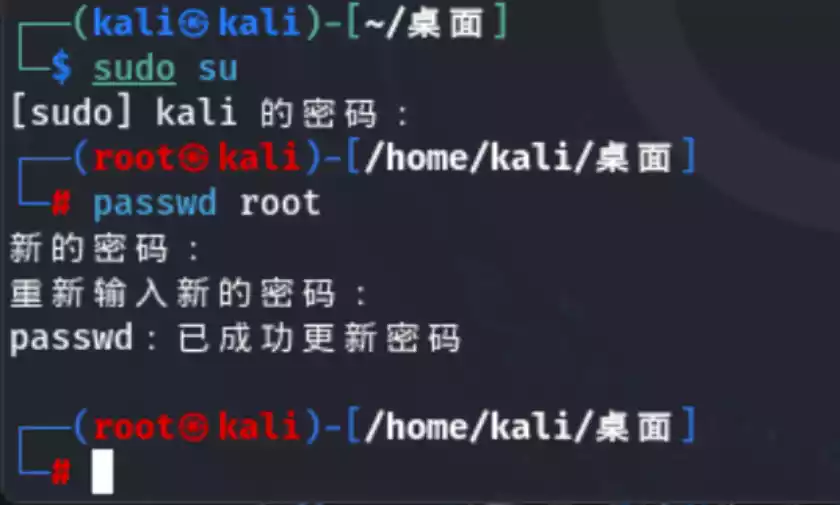 ┌──(kali㉿kali)-[~/桌面]
└─$ sudo su
[sudo] kali 的密码：
┌──(root㉿kali)-[/home/kali/桌面]
└─# passwd root
新的密码：
重新输入新的密码：
passwd：已成功更新密码
┌──(root㉿kali)-[/home/kali/桌面]
└─#